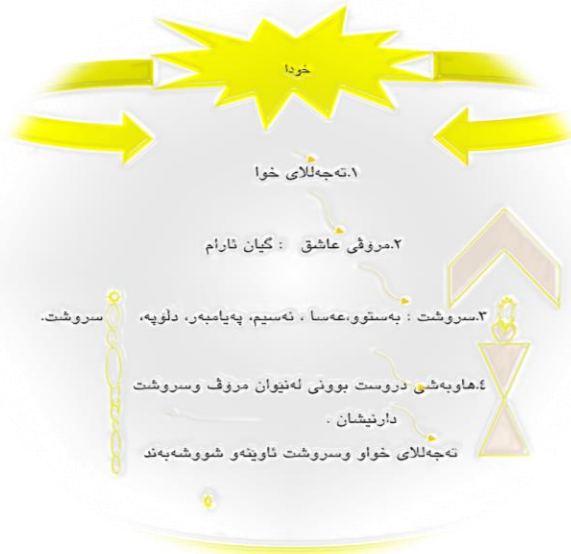 خودا
١.تەجەللای خوا
٢.مرۆڤی عاشق : گیان ئارام
٣.سروشت : بەستوو،عەسا ، نەسیم، پەیامبەر، دڵۆپە، سروشت.
٤.هاوبەشی دروست بوونی لەنێوان مرۆڤ وسروشت
دارنیشان .
تەجەللای خواو وسروشت ئاوێنەو شووشەبەند